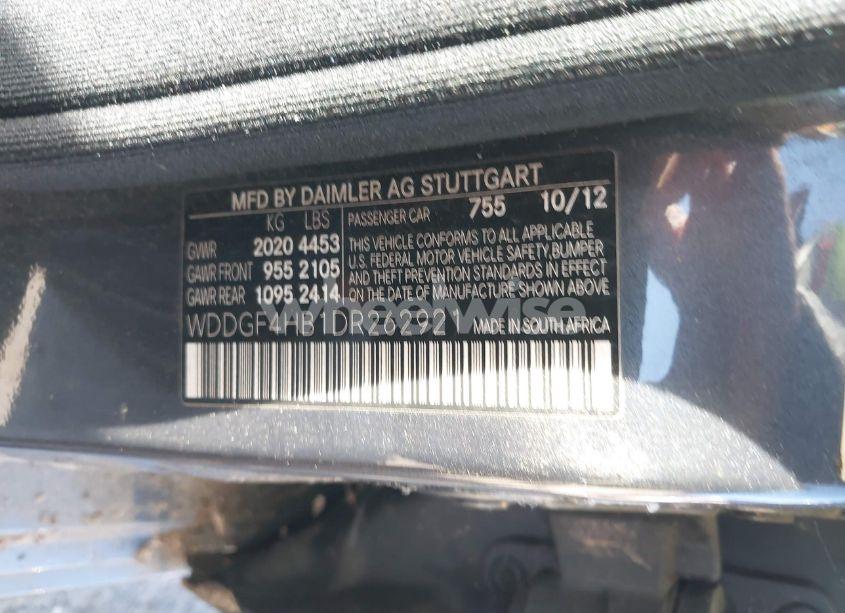 MFD BY DAIMLER AG STUTTGART
KG LBS
GVWR 2020 4453
GAWR FRONT 955 2105
GAWR REAR 1095 2414
PASSENGER CAR 755 10/12
THIS VEHICLE CONFORMS TO ALL APPLICABLE
U.S. FEDERAL MOTOR VEHICLE SAFETY, BUMPER
AND THEFT PREVENTION STANDARDS IN EFFECT
ON THE DATE OF MANUFACTURE SHOWN ABOVE
WDDGF4HB1DR262921 MADE IN SOUTH AFRICA
wheelwise